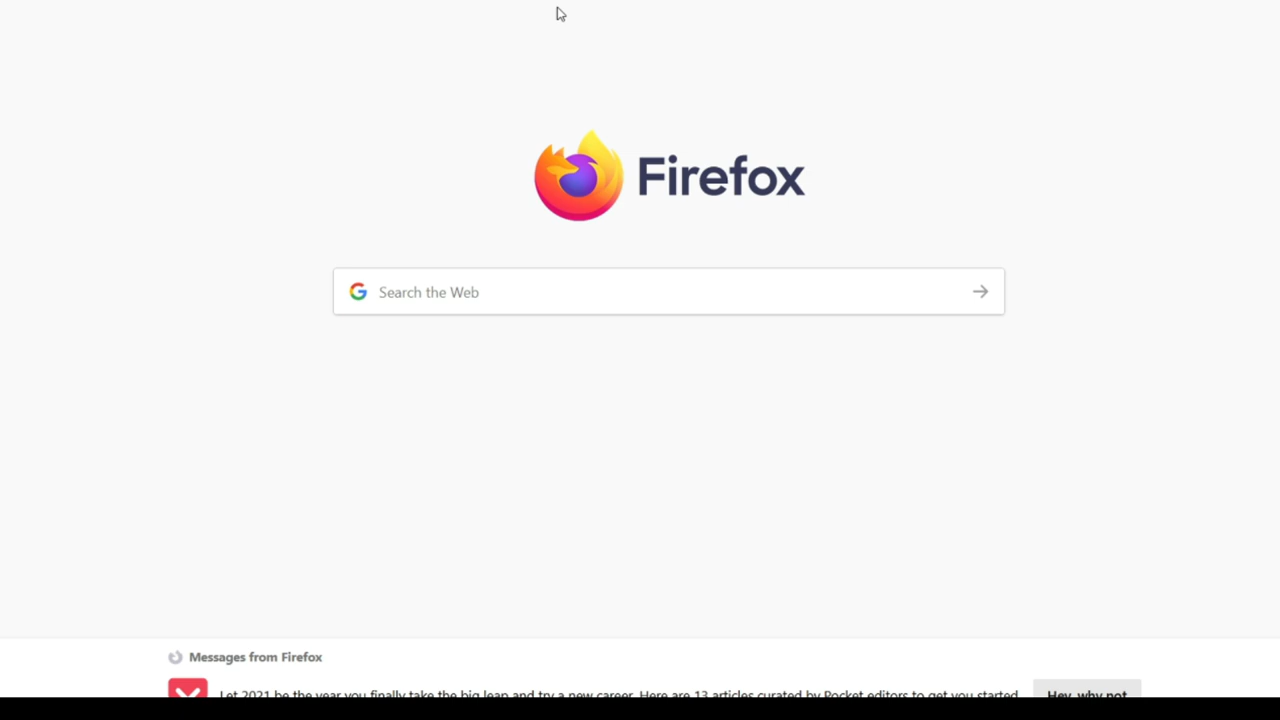 Firefox
Search the Web
Messages from Firefox
Let 2021 be the year you finally take the big leap and try a new career. Here are 13 articles curated by Pocket editors to get you started.
Hey, why not